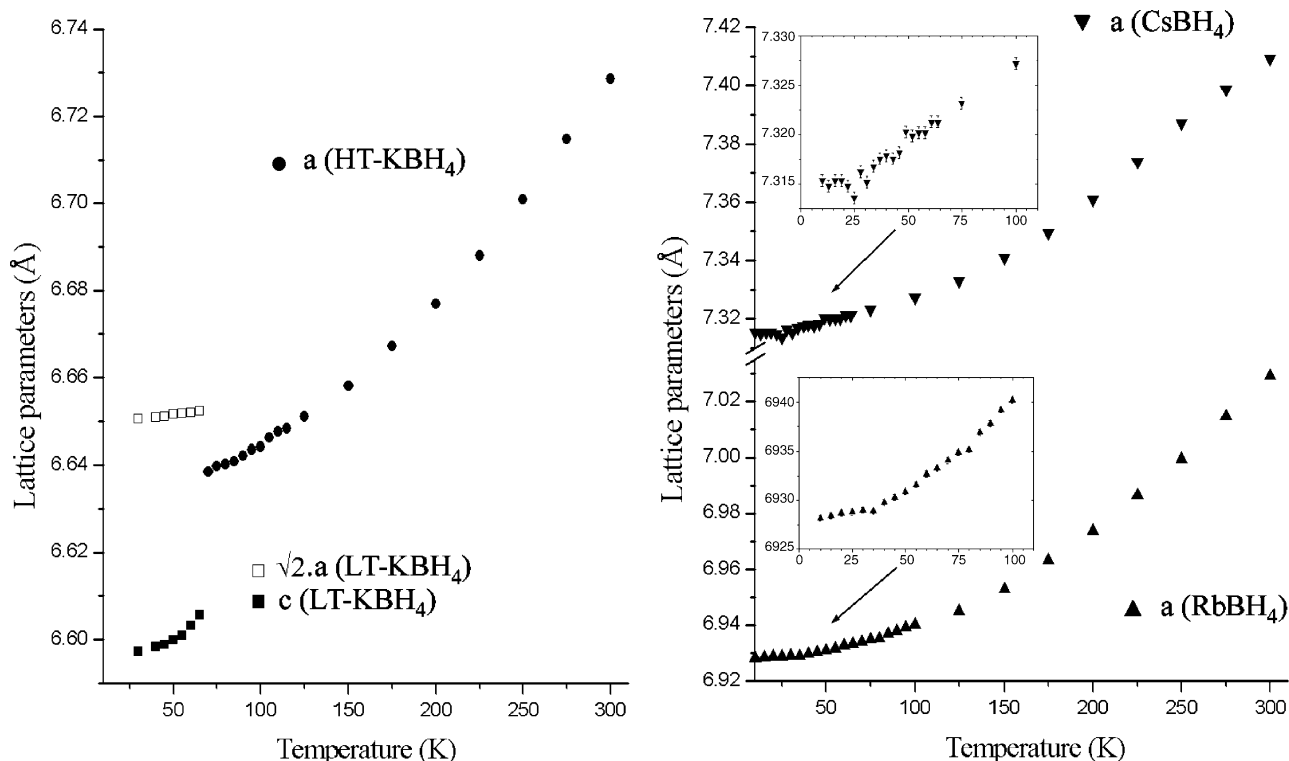 6.74
6.72
6.70
6.68
6.66
6.64
6.62
6.60
Lattice parameters (Å)
a (HT-KBH₄)
√2.a (LT-KBH₄)
c (LT-KBH₄)
50 100 150 200 250 300
Temperature (K)
7.42
7.40
7.38
7.36
7.34
7.32
7.02
7.00
6.98
6.96
6.94
6.92
Lattice parameters (Å)
a (CsBH₄)
7.330
7.325
7.320
7.315
0 25 50 75 100
6940
6935
6930
6925
0 25 50 75 100
a (RbBH₄)
50 100 150 200 250 300
Temperature (K)